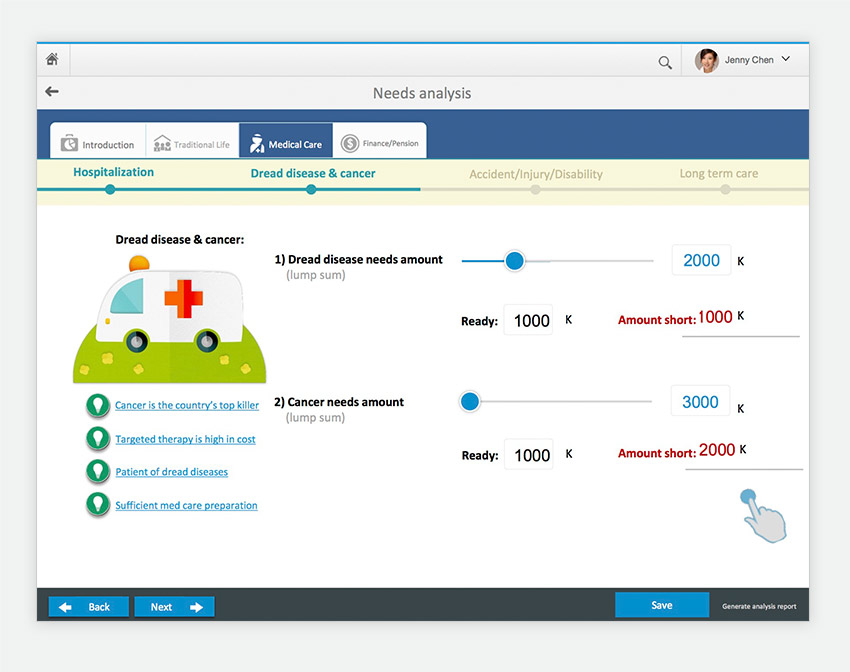 Jenny Chen
Needs analysis
Introduction
Traditional Life
Medical Care
Finance/Pension
Hospitalization
Dread disease & cancer
Accident/Injury/Disability
Long term care
Dread disease & cancer:
1) Dread disease needs amount
(lump sum)
2000 K
Ready: 1000 K
Amount short: 1000 K
Cancer is the country's top killer
Targeted therapy is high in cost
Patient of dread diseases
Sufficient med care preparation
2) Cancer needs amount
(lump sum)
3000 K
Ready: 1000 K
Amount short: 2000 K
Back
Next
Save
Generate analysis report